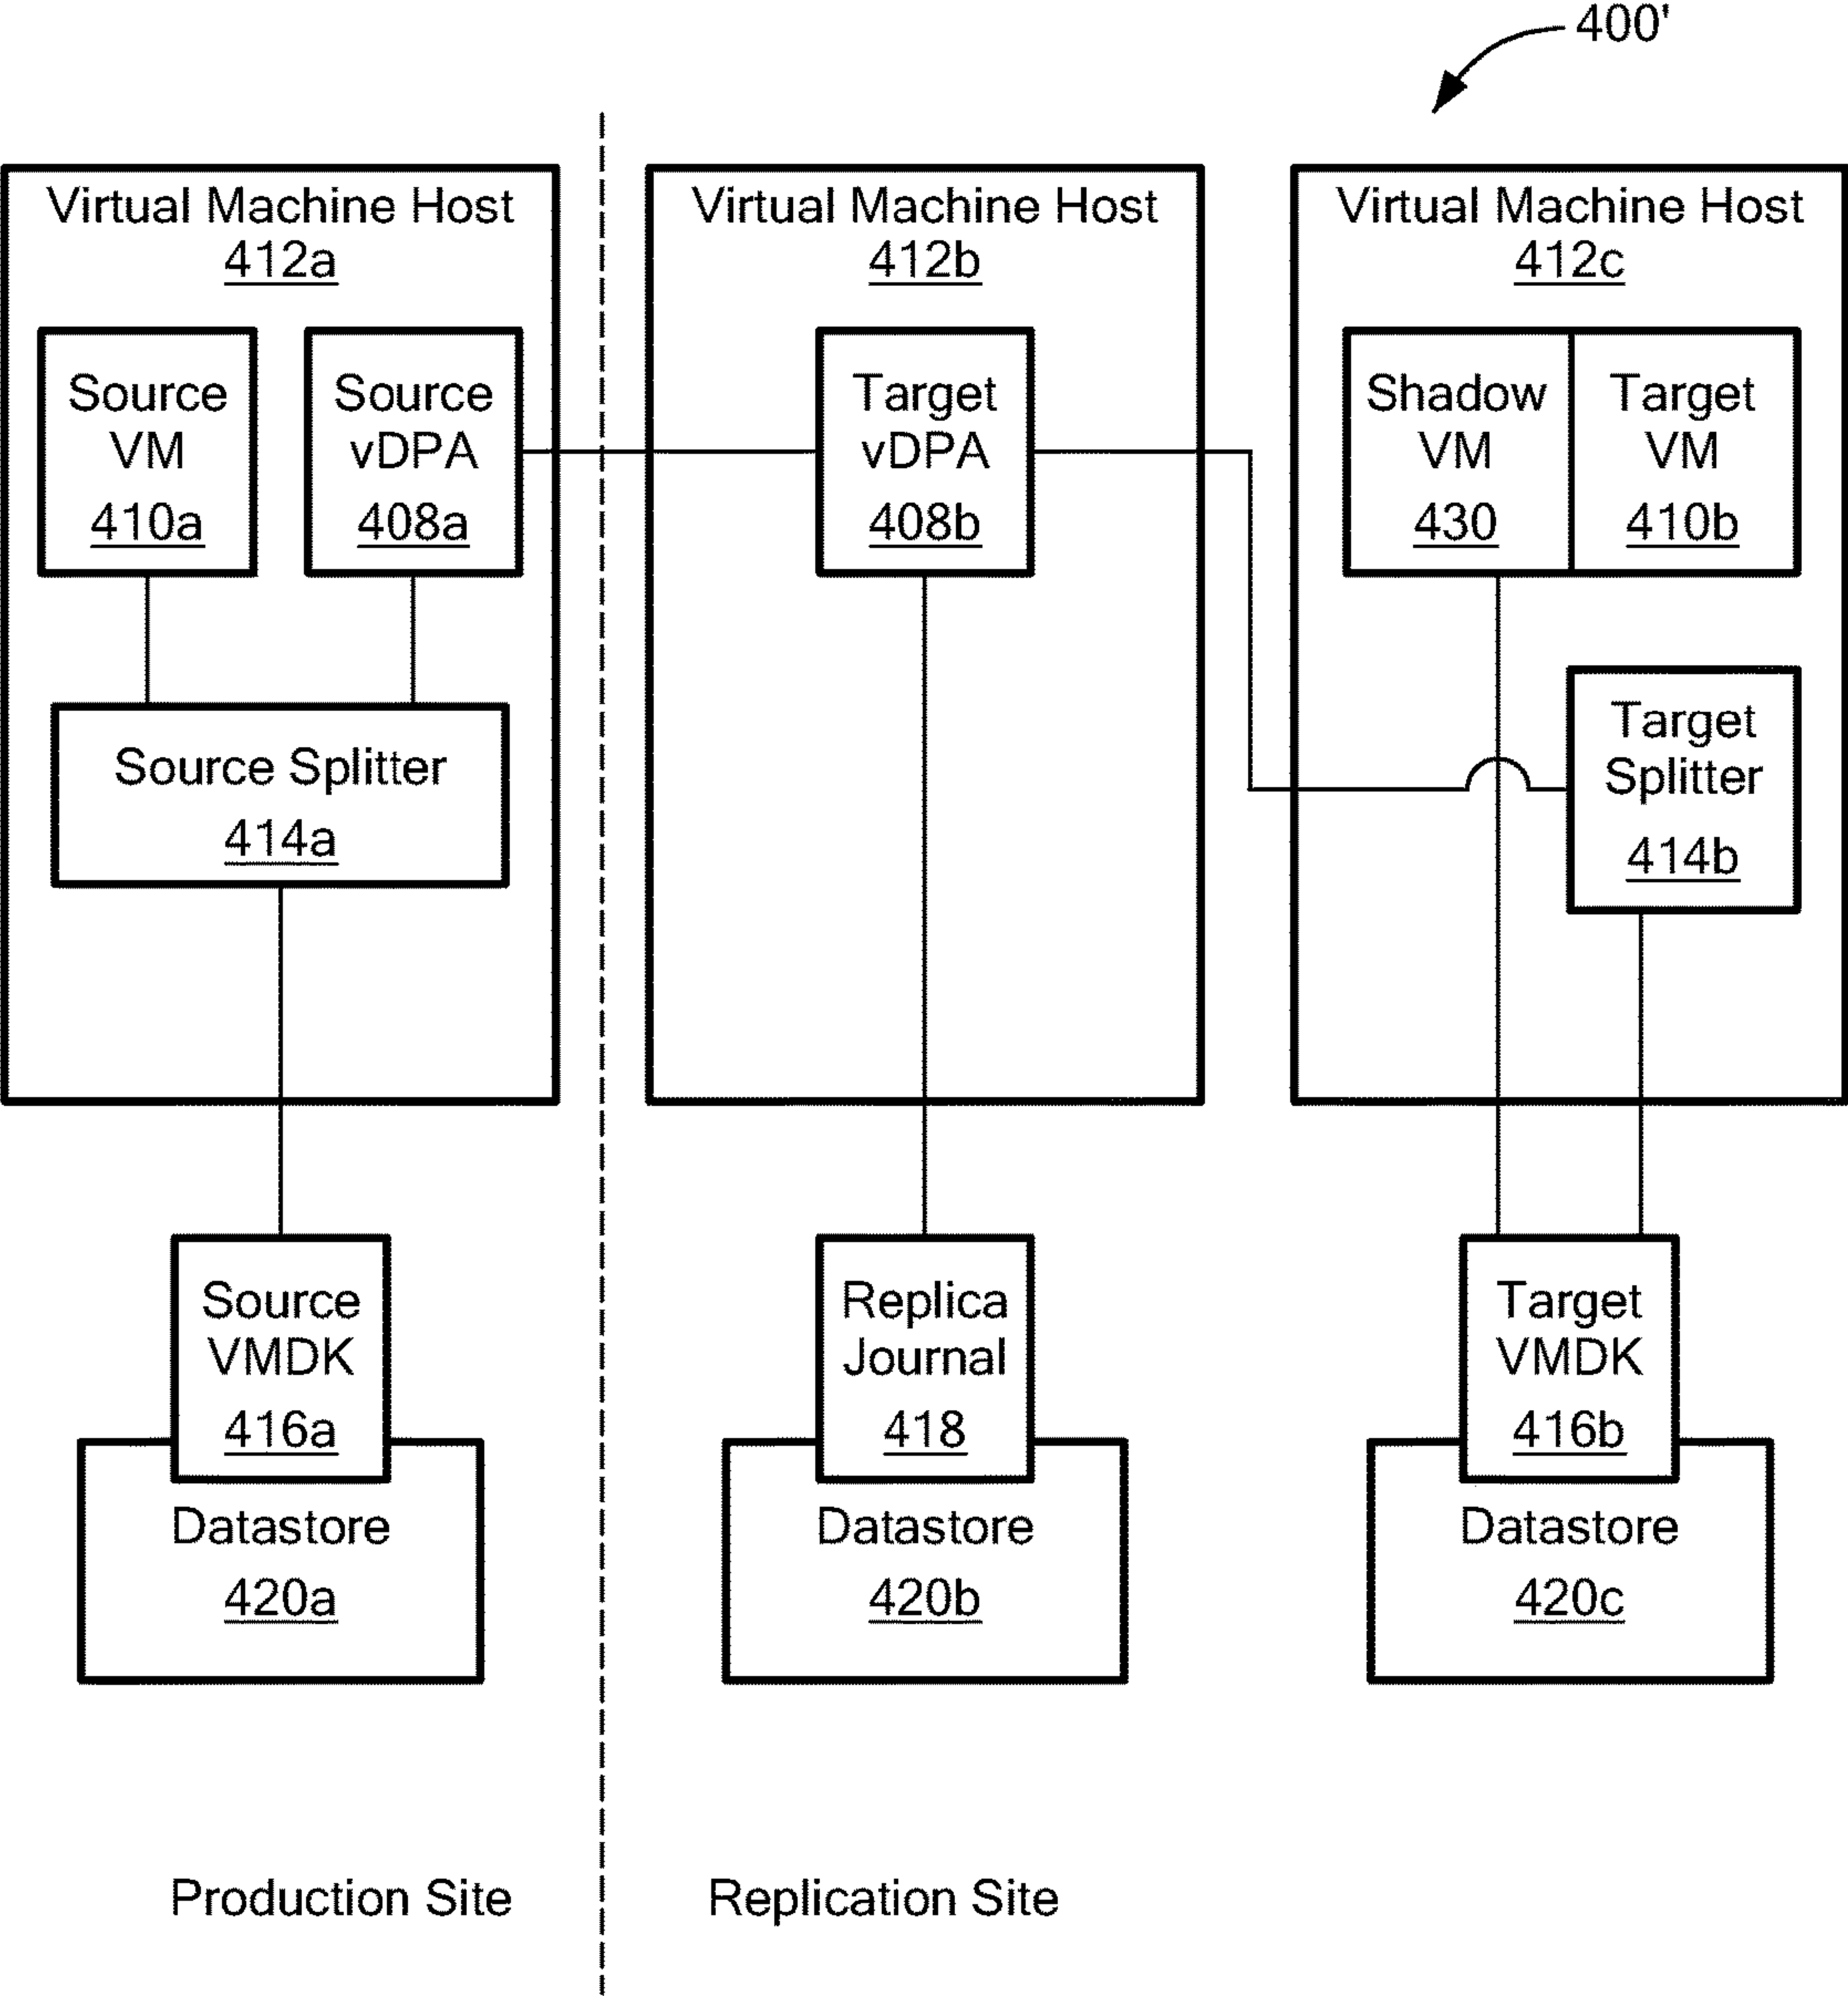 400'
Virtual Machine Host
412a
Source
VM
410a
Source
vDPA
408a
Source Splitter
414a
Source
VMDK
416a
Datastore
420a
Virtual Machine Host
412b
Target
vDPA
408b
Replica
Journal
418
Datastore
420b
Virtual Machine Host
412c
Shadow
VM
430
Target
VM
410b
Target
Splitter
414b
Target
VMDK
416b
Datastore
420c
Production Site
Replication Site